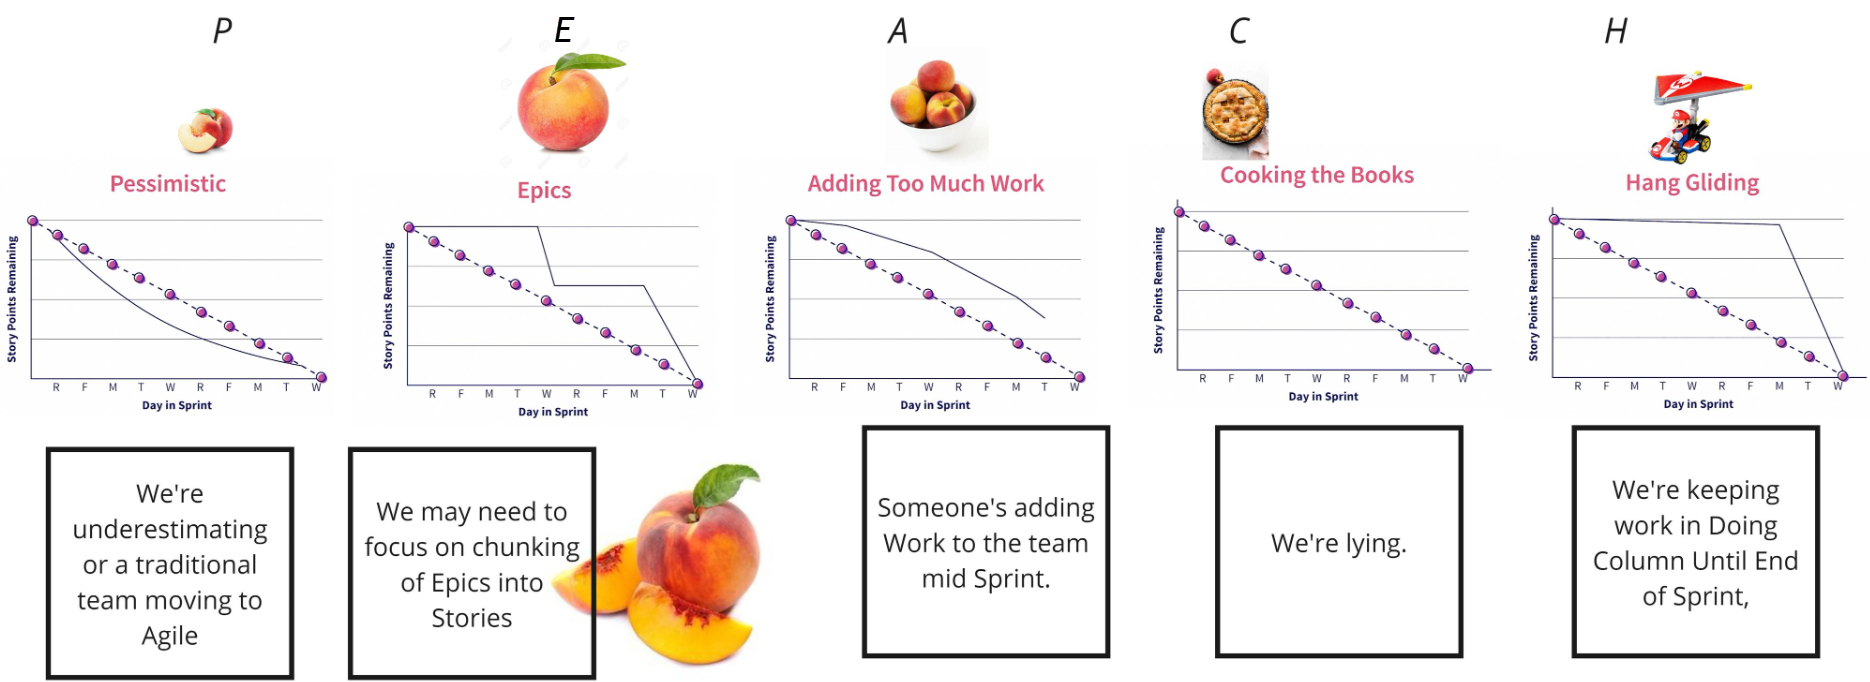 P
E
A
C
H
Pessimistic
Epics
Adding Too Much Work
Cooking the Books
Hang Gliding
Story Points Remaining
R F M T W R F M T W
Day in Sprint
Story Points Remaining
R F M T W R F M T W
Day in Sprint
Story Points Remaining
R F M T W R F M T W
Day in Sprint
Story Points Remaining
R F M T W R F M T W
Day in Sprint
Story Points Remaining
R F M T W R F M T W
Day in Sprint
We're
underestimating
or a traditional
team moving to
Agile
We may need to
focus on chunking
of Epics into
Stories
Someone's adding
Work to the team
mid Sprint.
We're lying.
We're keeping
work in Doing
Column Until End
of Sprint,